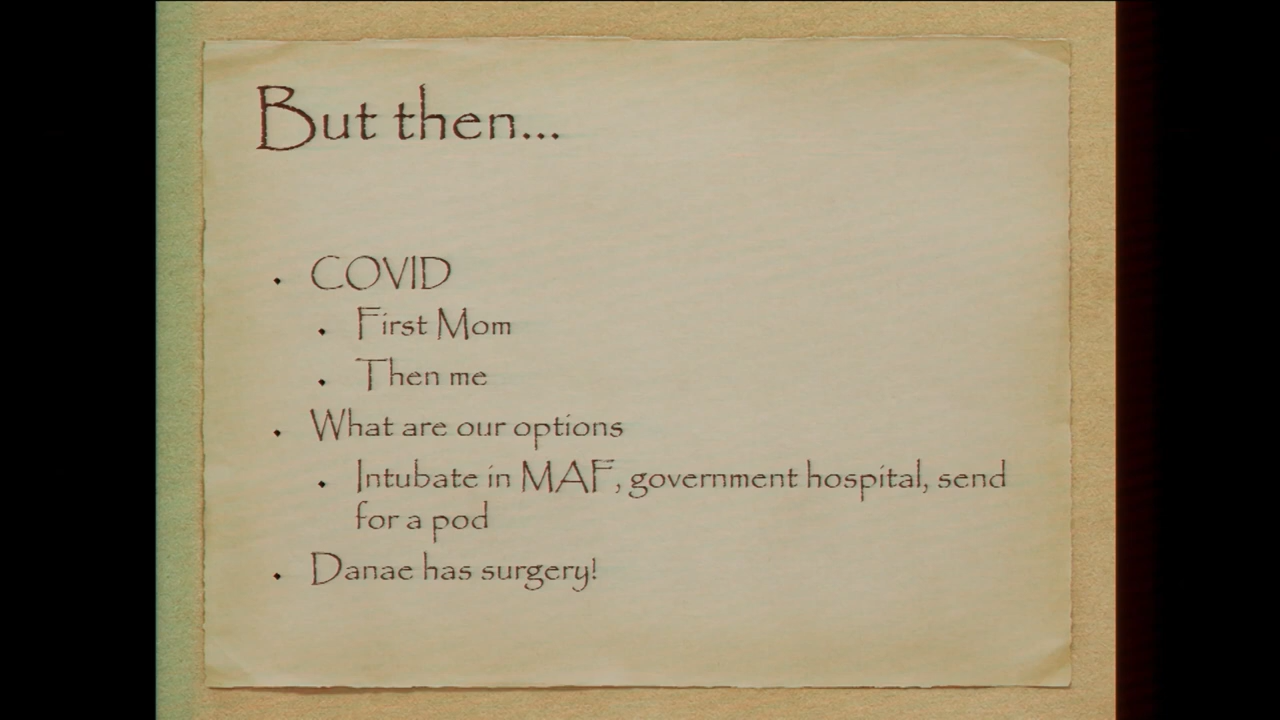 But then...
• COVID
• First Mom
• Then me
• What are our options
• Intubate in MAF, government hospital, send
for a pod
• Danae has surgery!